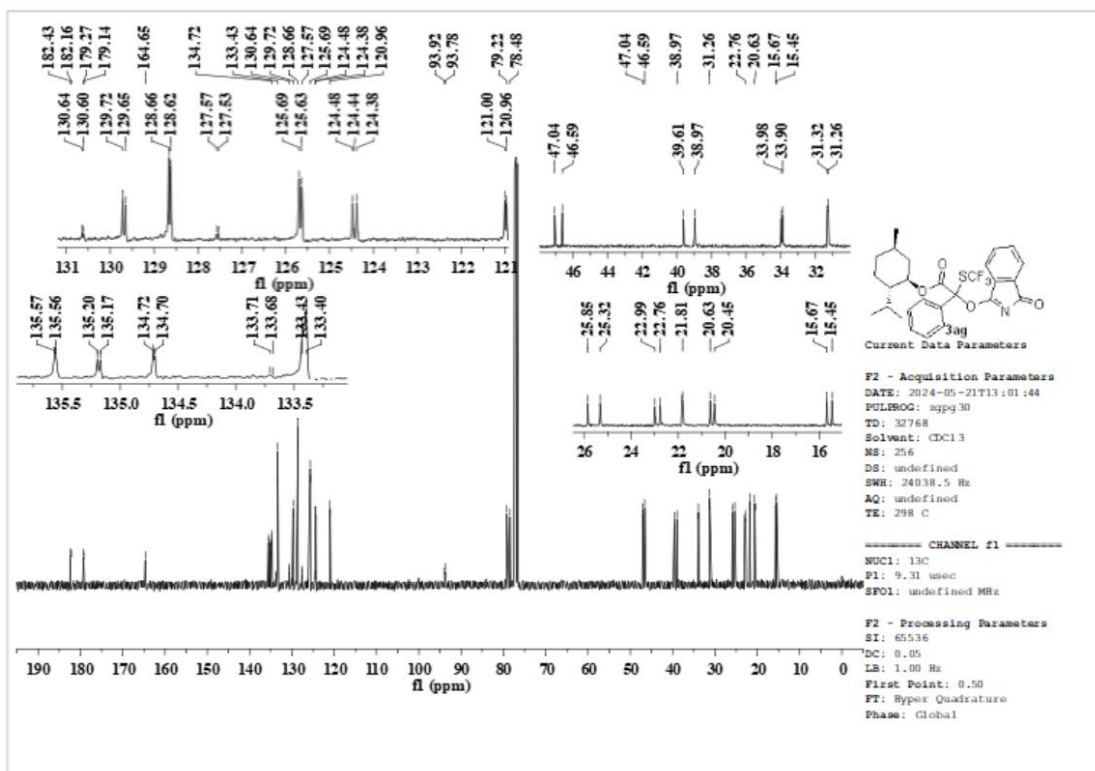 182.43
182.16
179.27
179.14
164.65
134.72
133.43
130.64
129.72
128.66
127.57
125.69
124.48
124.38
120.96
93.92
93.78
79.22
78.48
47.04
46.59
38.97
31.26
22.76
20.63
15.67
15.45
130.64
130.60
129.72
129.65
128.66
128.62
127.57
127.53
125.69
125.63
124.48
124.44
124.38
121.00
120.96
131 130 129 128 127 126 125 124 123 122 121
f1 (ppm)
47.04
46.59
39.61
38.97
33.98
33.90
31.32
31.26
46 44 42 40 38 36 34 32
f1 (ppm)
135.57
135.56
135.20
135.17
134.72
134.70
133.71
133.68
133.43
133.40
135.5 135.0 134.5 134.0 133.5
f1 (ppm)
25.85
25.32
22.99
22.76
21.81
20.63
20.45
15.67
15.45
26 24 22 20 18 16
f1 (ppm)
190 180 170 160 150 140 130 120 110 100 90 80 70 60 50 40 30 20 10 0
f1 (ppm)
O
SCF3
O
O
N
O
3ag
Current Data Parameters
F2 - Acquisition Parameters
DATE: 2024-05-21T13:01:44
PULPROG: zgpg30
TD: 32768
Solvent: CDCl3
NS: 256
DS: undefined
SWH: 24038.5 Hz
AQ: undefined
TE: 298 C
======= CHANNEL f1 =======
NUC1: 13C
P1: 9.31 usec
SFO1: undefined MHz
F2 - Processing Parameters
SI: 65536
DC: 0.05
LB: 1.00 Hz
First Point: 0.50
FT: Hyper Quadrature
Phase: Global